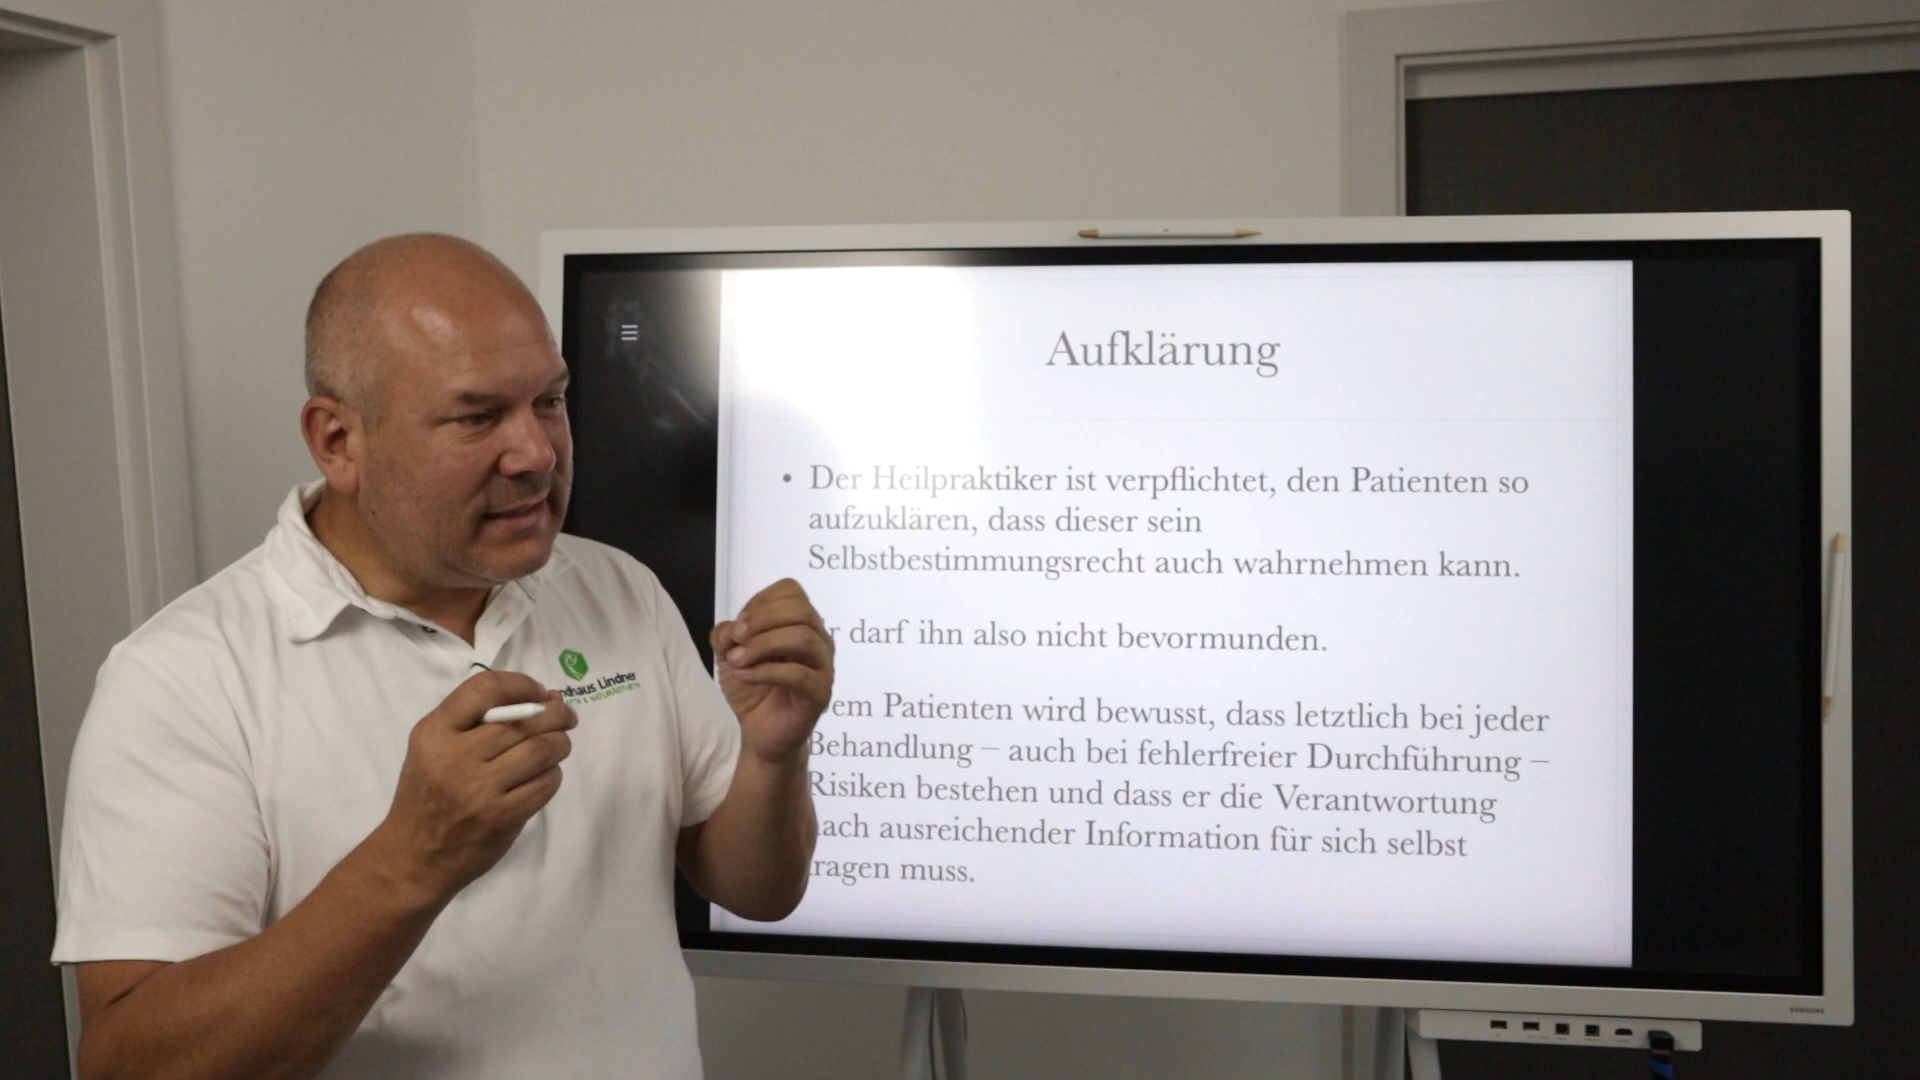 Aufklärung
• Der Heilpraktiker ist verpflichtet, den Patienten so
aufzuklären, dass dieser sein
Selbstbestimmungsrecht auch wahrnehmen kann.
darf ihn also nicht bevormunden.
Patienten wird bewusst, dass letztlich bei jeder
Behandlung – auch bei fehlerfreier Durchführung –
Risiken bestehen und dass er die Verantwortung
ausreichender Information für sich selbst
muss.
Lindner
SAMSUNG